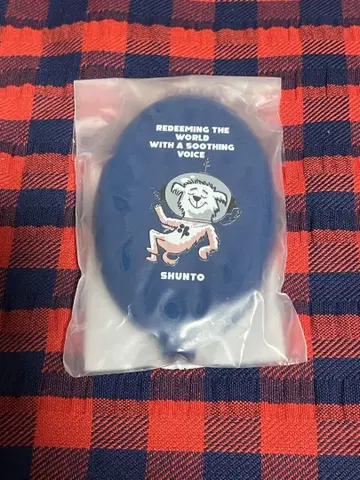 REDEEMING THE
WORLD
WITH A SOOTHING
VOICE
SHUNTO